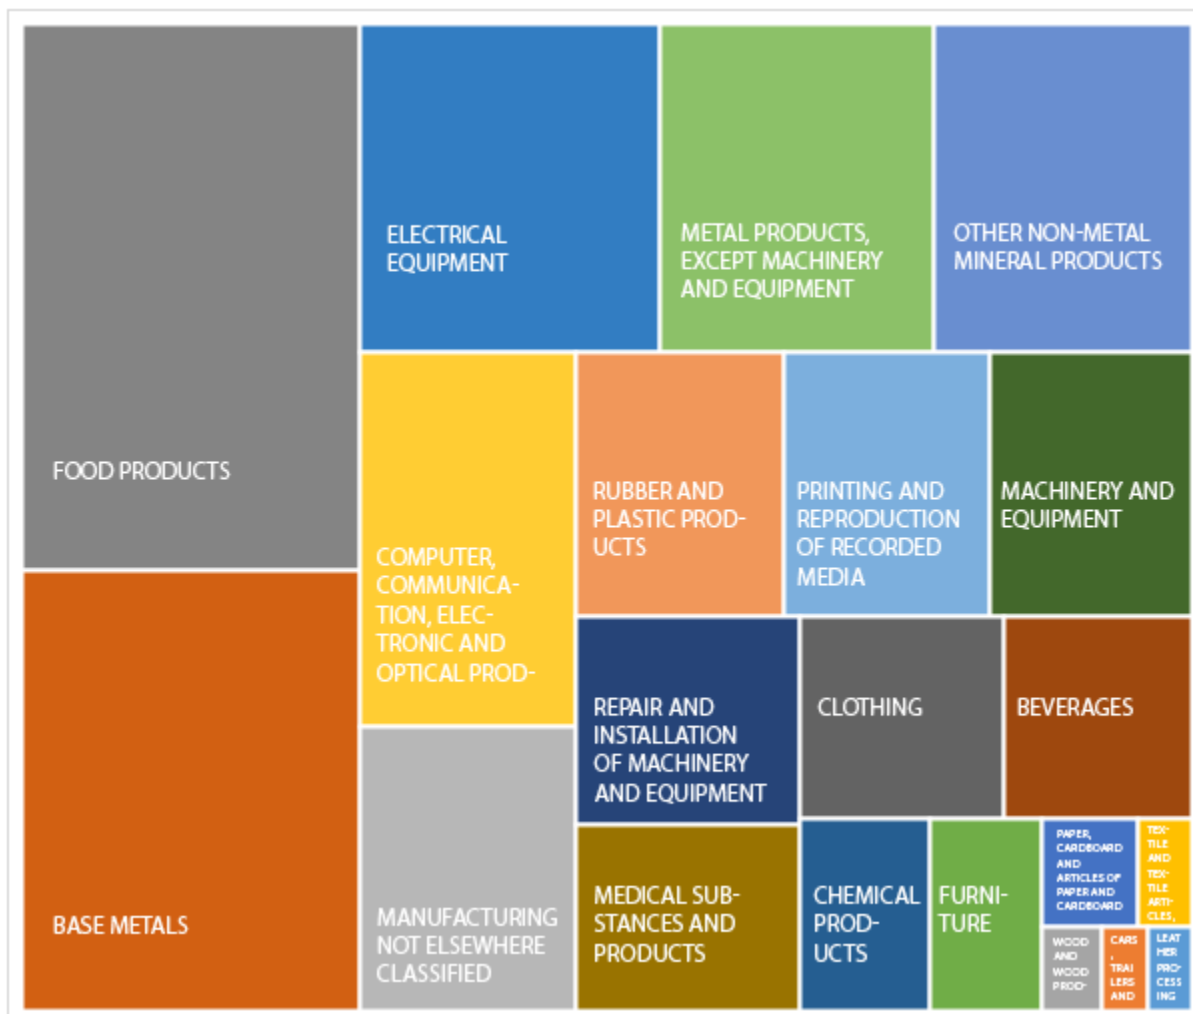 FOOD PRODUCTS
BASE METALS
ELECTRICAL
EQUIPMENT
METAL PRODUCTS,
EXCEPT MACHINERY
AND EQUIPMENT
OTHER NON-METAL
MINERAL PRODUCTS
COMPUTER,
COMMUNICA-
TION, ELEC-
TRONIC AND
OPTICAL PROD-
RUBBER AND
PLASTIC PROD-
UCTS
PRINTING AND
REPRODUCTION
OF RECORDED
MEDIA
MACHINERY AND
EQUIPMENT
MANUFACTURING
NOT ELSEWHERE
CLASSIFIED
REPAIR AND
INSTALLATION
OF MACHINERY
AND EQUIPMENT
CLOTHING
BEVERAGES
MEDICAL SUB-
STANCES AND
PRODUCTS
CHEMICAL
PROD-
UCTS
FURNI-
TURE
PAPER,
CARDBOARD
AND
ARTICLES OF
PAPER AND
CARDBOARD
TEX-
TILE AND
TEX-
TILE
ARTI-
CLES,
WOOD
AND
WOOD
PROD-
CARS
,
TRAI
LERS AND
LEAT
HER
PRO-
CESS
ING